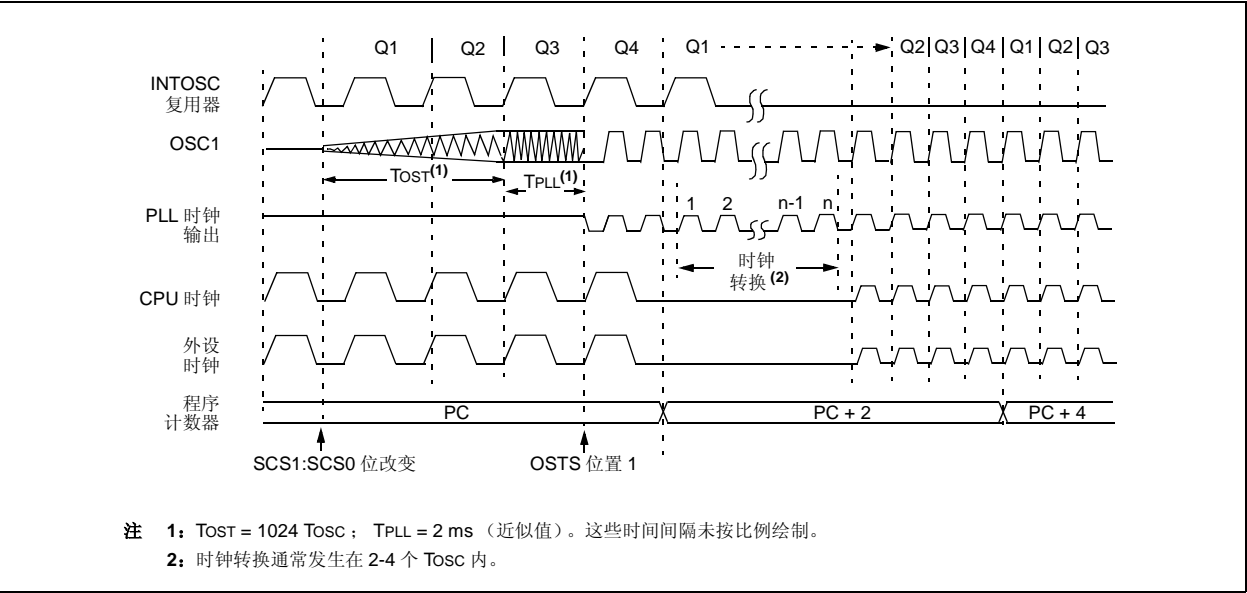 Q1 Q2 Q3 Q4 Q1 Q2 Q3 Q4 Q1 Q2 Q3
INTOSC
复用器
OSC1
TOST(1) TPLL(1)
1 2 n-1 n
PLL 时钟
输出
时钟
转换(2)
CPU 时钟
外设
时钟
程序
计数器
PC PC + 2 PC + 4
SCS1:SCS0 位改变 OSTS 位置 1
注 1: TOST = 1024 TOSC ; TPLL = 2 ms （近似值）。这些时间间隔未按比例绘制。
2: 时钟转换通常发生在 2-4 个 TOSC 内。